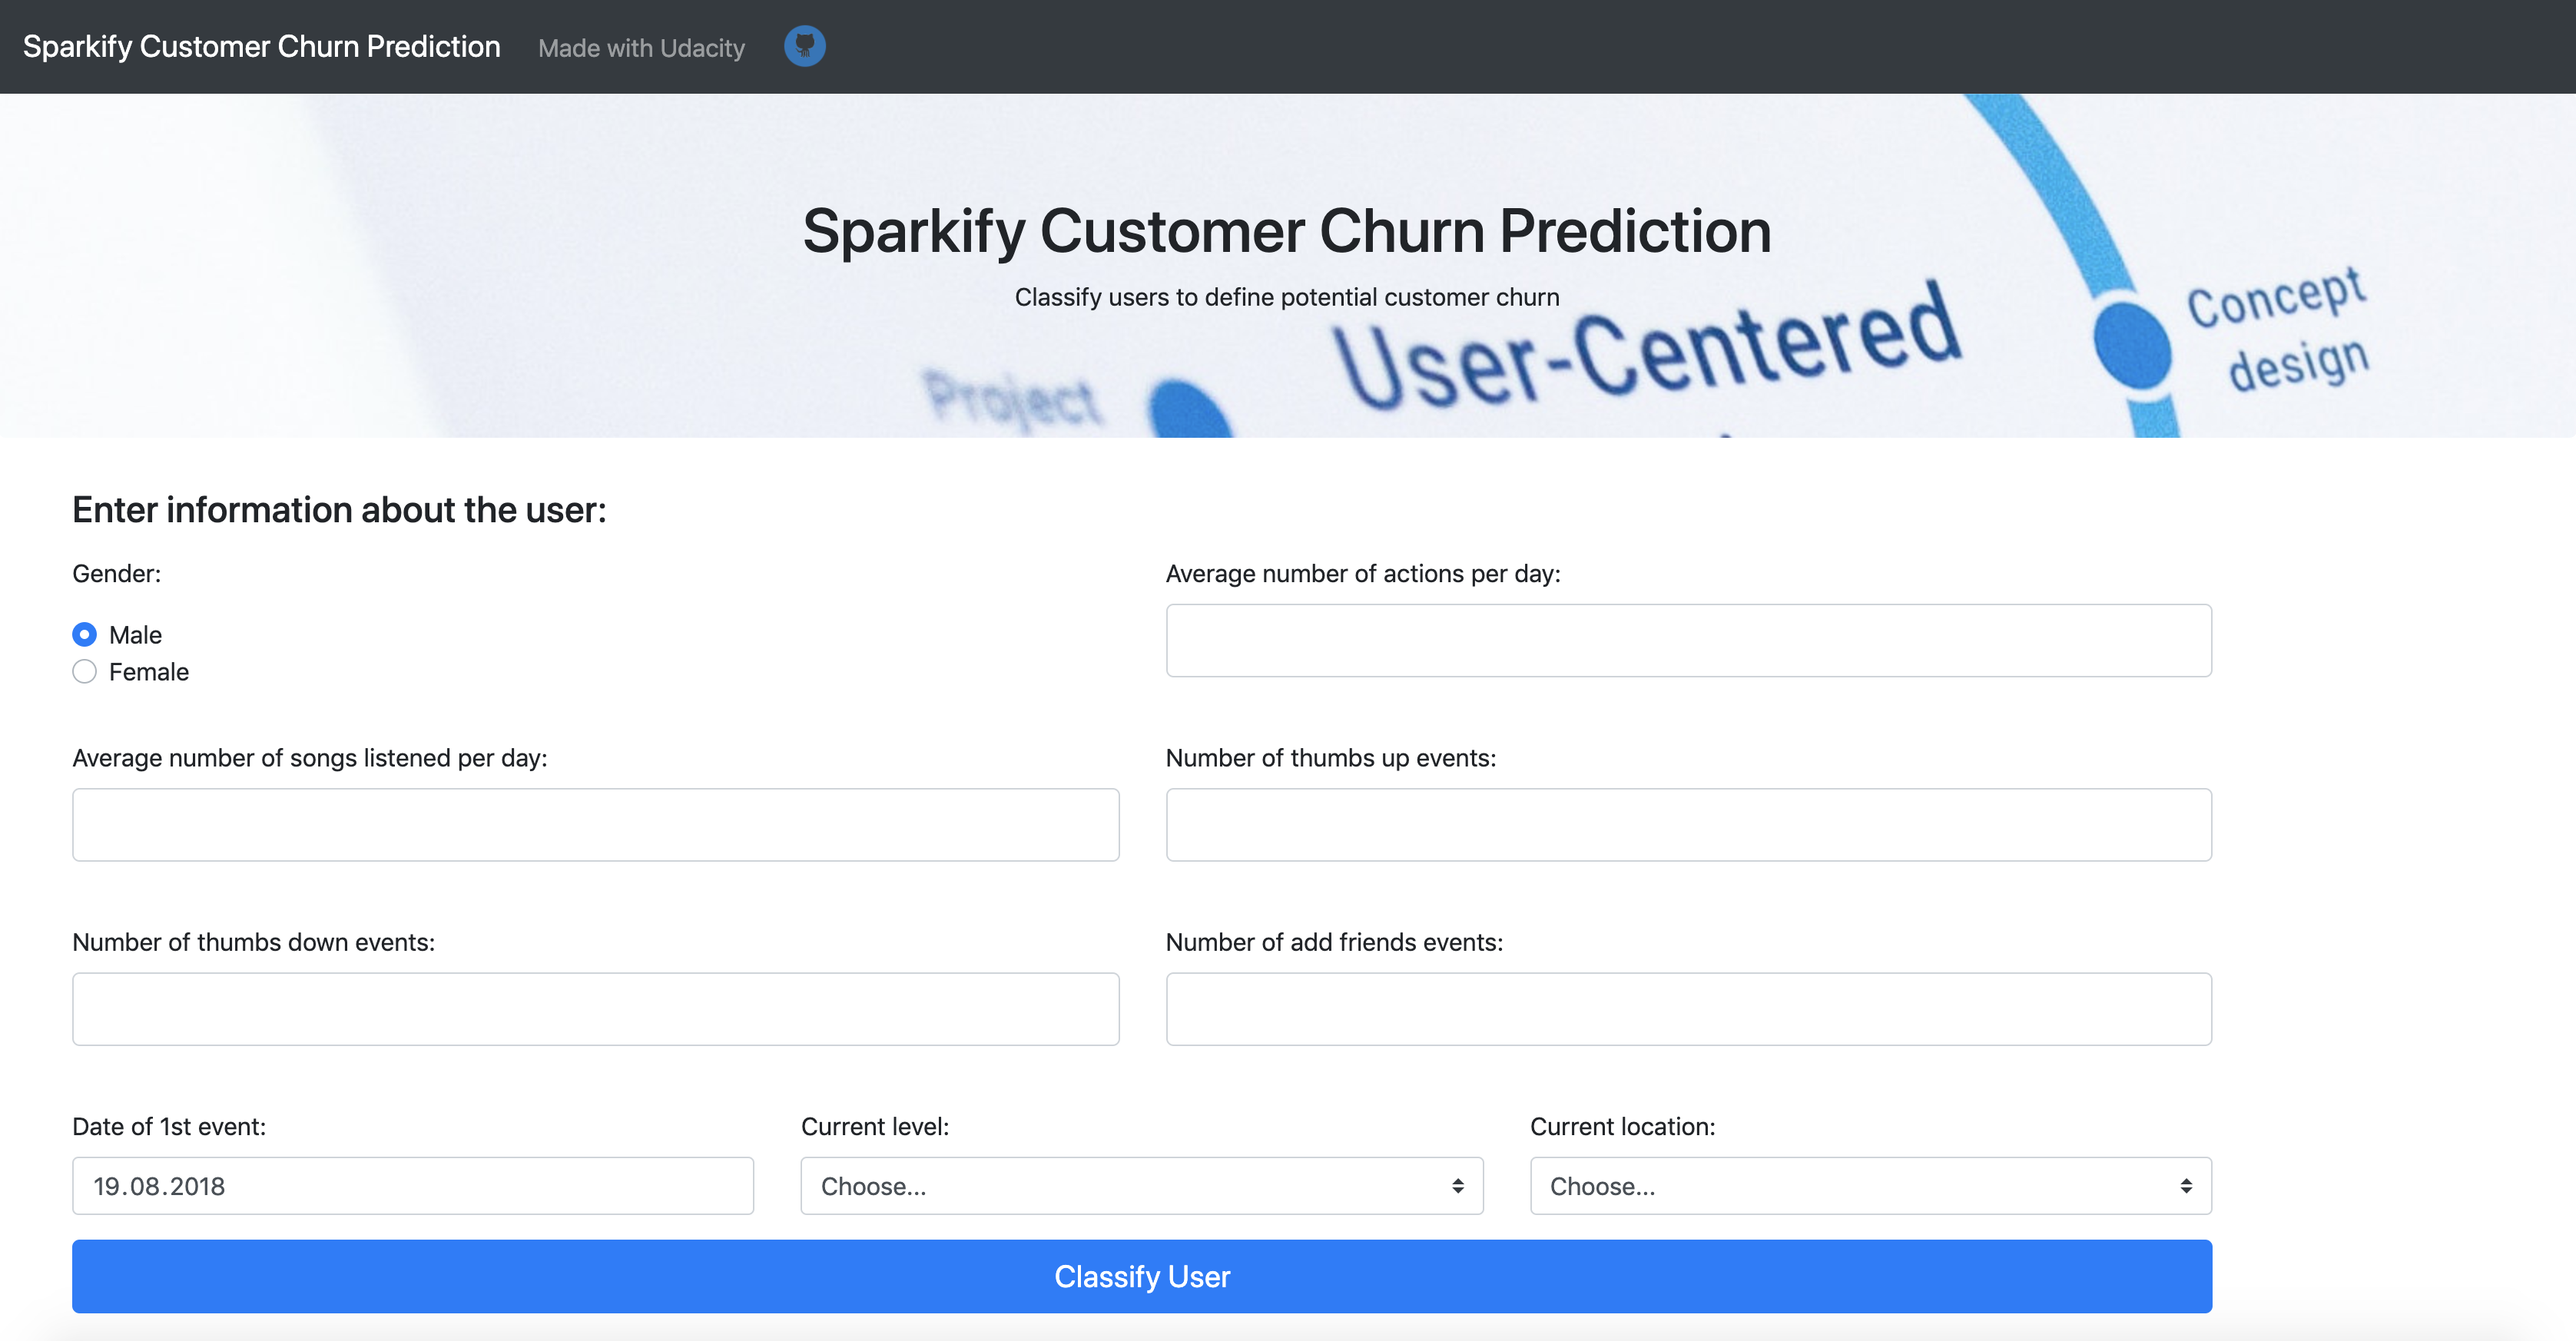 Sparkify Customer Churn Prediction Made with Udacity
Sparkify Customer Churn Prediction
Classify users to define potential customer churn
Project
User-Centered
Concept
design
Enter information about the user:
Gender:
Male
Female
Average number of actions per day:
Average number of songs listened per day:
Number of thumbs up events:
Number of thumbs down events:
Number of add friends events:
Date of 1st event:
19.08.2018
Current level:
Choose...
Current location:
Choose...
Classify User